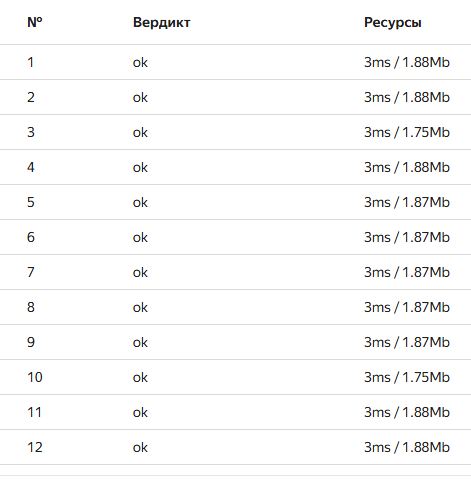 Nº Вердикт Ресурсы
1 ok 3ms / 1.88Mb
2 ok 3ms / 1.88Mb
3 ok 3ms / 1.75Mb
4 ok 3ms / 1.88Mb
5 ok 3ms / 1.87Mb
6 ok 3ms / 1.87Mb
7 ok 3ms / 1.87Mb
8 ok 3ms / 1.87Mb
9 ok 3ms / 1.87Mb
10 ok 3ms / 1.75Mb
11 ok 3ms / 1.88Mb
12 ok 3ms / 1.88Mb